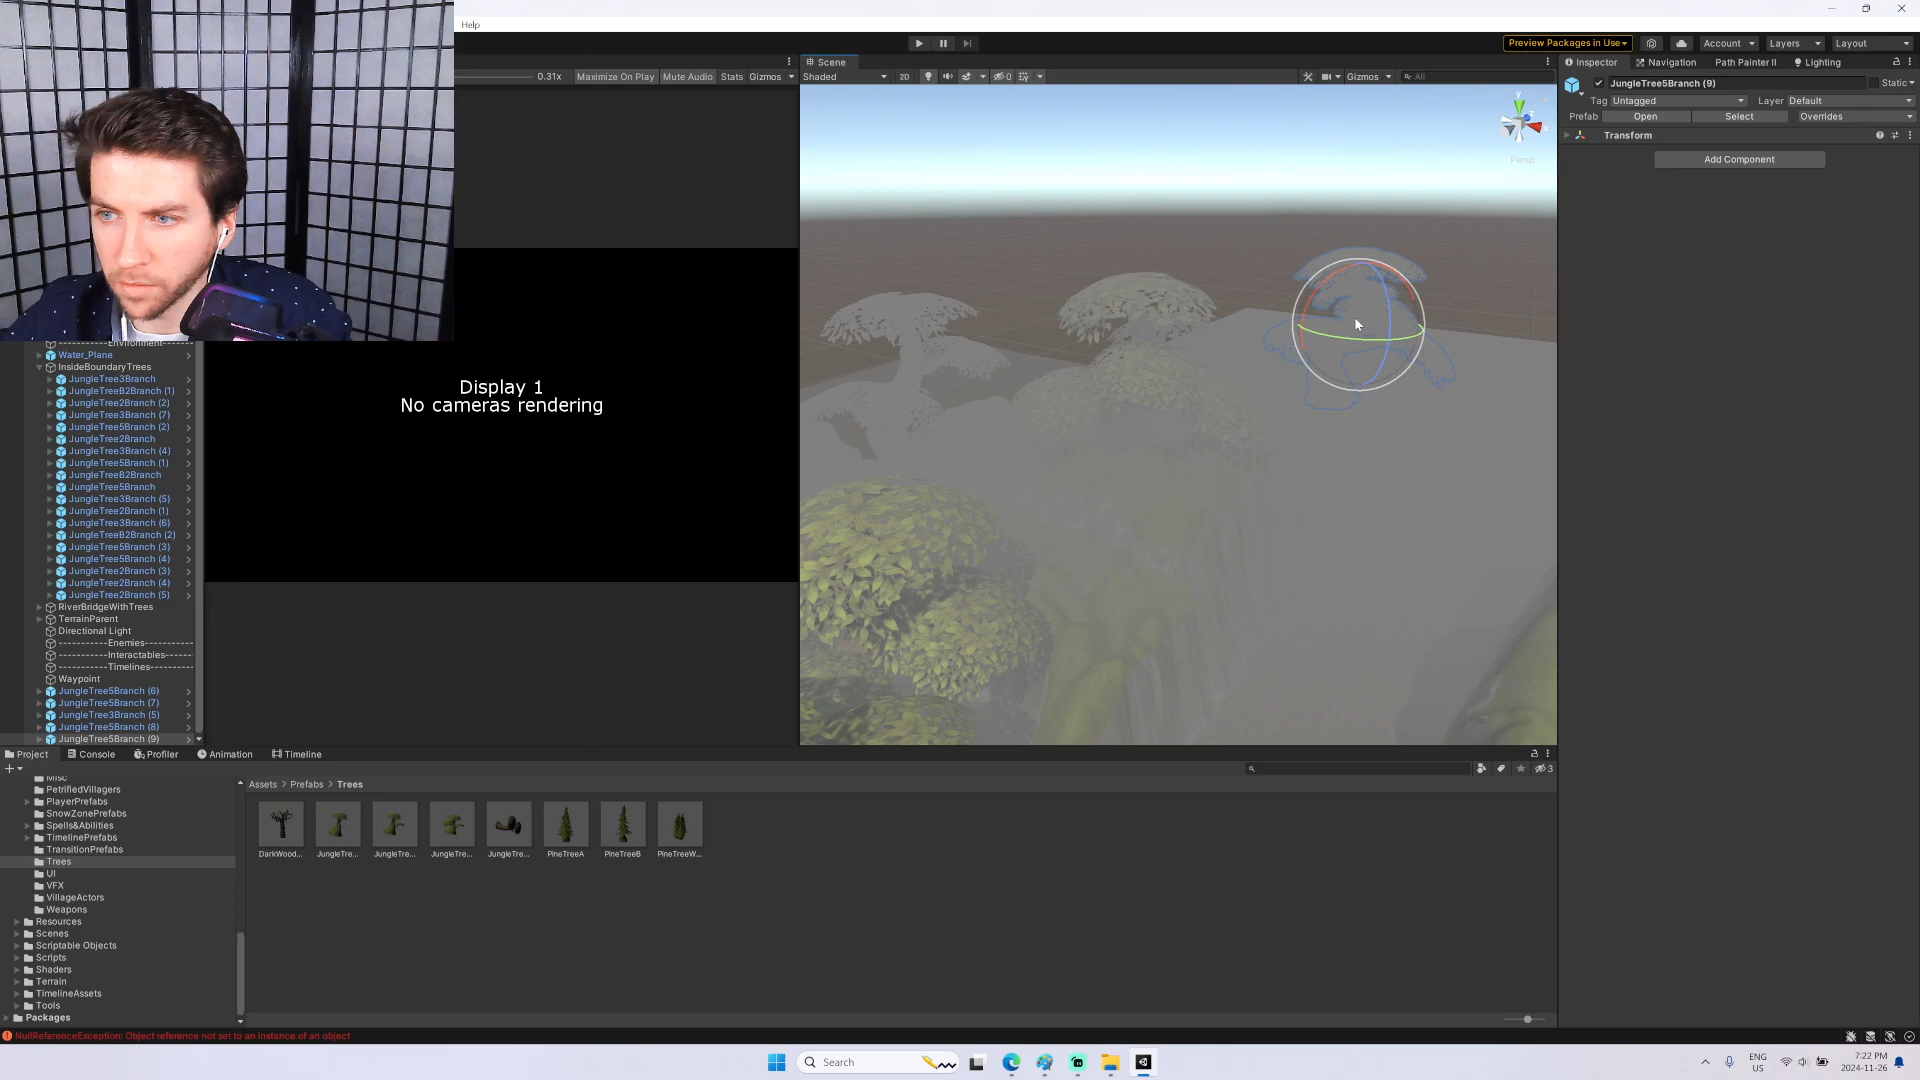 Help
Preview Packages in Use
Account
Layers
Layout
0.31x
Maximize On Play
Mute Audio
Stats
Gizmos
Scene
Shaded
2D
0
Gizmos
All
y
x
z
Persp
Inspector
Navigation
Path Painter II
Lighting
JungleTree5Branch (9)
Static
Tag Untagged
Layer Default
Prefab
Open
Select
Overrides
Transform
Add Component
Display 1
No cameras rendering
-----------Environment-----------
Water_Plane
InsideBoundaryTrees
JungleTree3Branch
JungleTreeB2Branch (1)
JungleTree2Branch (2)
JungleTree3Branch (7)
JungleTree5Branch (2)
JungleTree2Branch
JungleTree3Branch (4)
JungleTree5Branch (1)
JungleTreeB2Branch
JungleTree5Branch
JungleTree3Branch (5)
JungleTree2Branch (1)
JungleTree3Branch (6)
JungleTreeB2Branch (2)
JungleTree5Branch (3)
JungleTree5Branch (4)
JungleTree2Branch (3)
JungleTree2Branch (4)
JungleTree2Branch (5)
RiverBridgeWithTrees
TerrainParent
Directional Light
-----------Enemies-----------
-----------Interactables------
-----------Timelines----------
Waypoint
JungleTree5Branch (6)
JungleTree5Branch (7)
JungleTree3Branch (5)
JungleTree5Branch (8)
JungleTree5Branch (9)
Project
Console
Profiler
Animation
Timeline
3
Misc
PetrifiedVillagers
PlayerPrefabs
SnowZonePrefabs
Spells&Abilities
TimelinePrefabs
TransitionPrefabs
Trees
UI
VFX
VillageActors
Weapons
Resources
Scenes
Scriptable Objects
Scripts
Shaders
Terrain
TimelineAssets
Tools
Packages
Assets > Prefabs > Trees
DarkWood...
JungleTre...
JungleTre...
JungleTre...
JungleTre...
PineTreeA
PineTreeB
PineTreeW...
NullReferenceException: Object reference not set to an instance of an object
Search
ENG
US
7:22 PM
2024-11-26